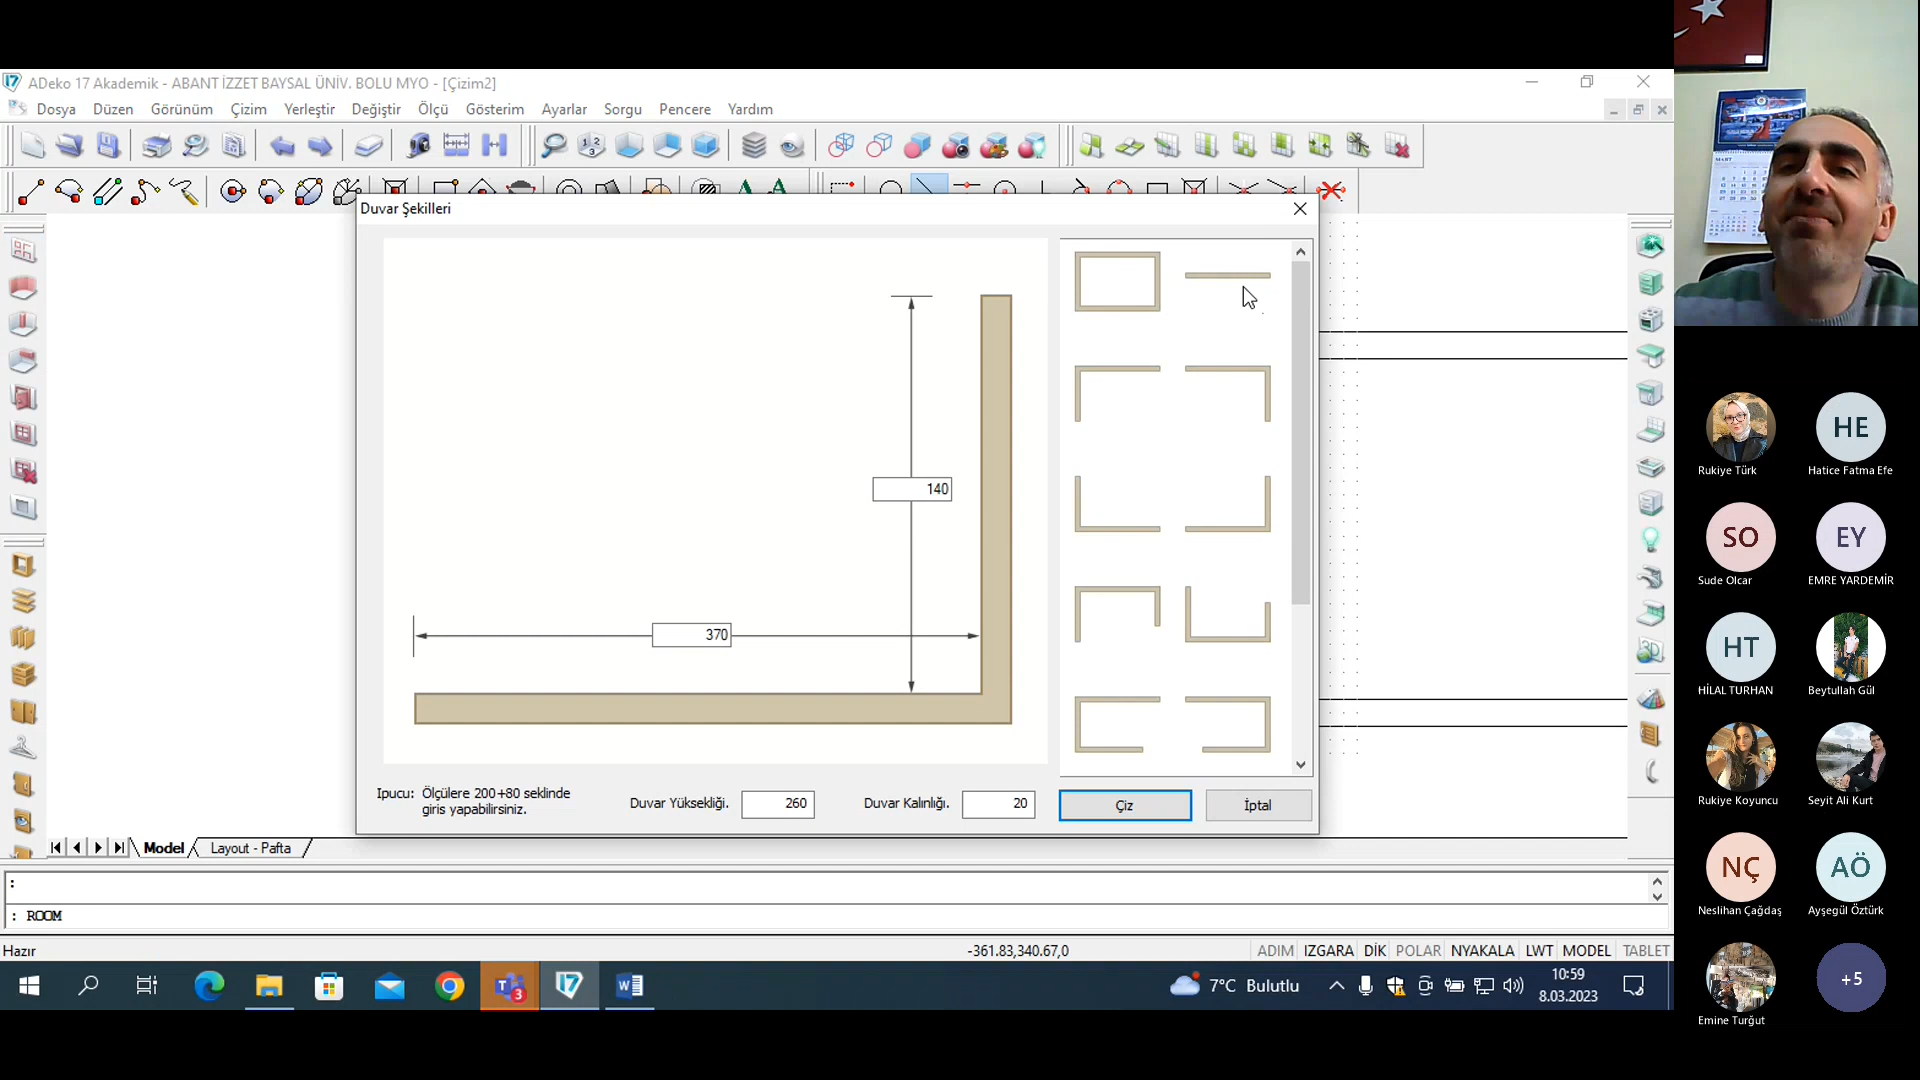 ADeko 17 Akademik - ABANT İZZET BAYSAL ÜNİV. BOLU MYO - [Çizim2]
Dosya Düzen Görünüm Çizim Yerleştir Değiştir Ölçü Gösterim Ayarlar Sorgu Pencere Yardım
Duvar Şekilleri
140
370
Ipucu: Ölçülere 200+80 seklinde
giris yapabilirsiniz.
Duvar Yüksekliği. 260
Duvar Kalınlığı. 20
Çiz
İptal
Model
Layout - Pafta
:
: ROOM
Hazır
-361.83,340.67,0
ADIM IZGARA DİK POLAR NYAKALA LWT MODEL TABLET
7°C Bulutlu
10:59
8.03.2023
MART
Rukiye Türk
HE
Hatice Fatma Efe
SO
Sude Olcar
EY
EMRE YARDEMİR
HT
HİLAL TURHAN
Beytullah Gül
Rukiye Koyuncu
Seyit Ali Kurt
NÇ
Neslihan Çağdaş
AÖ
Ayşegül Öztürk
Emine Turğut
+5